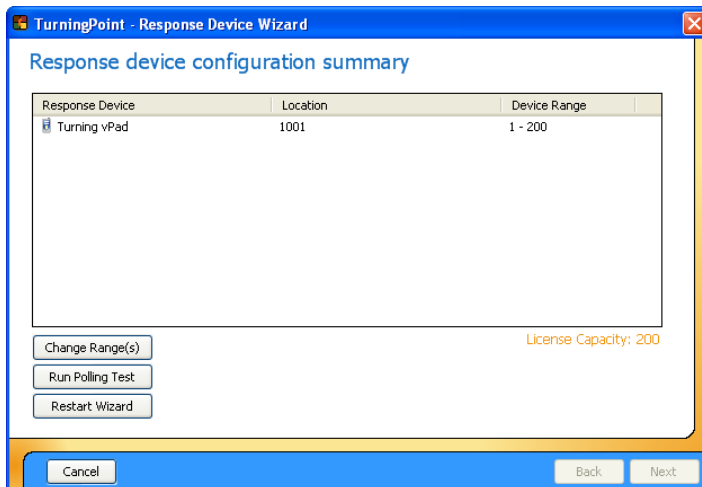 TurningPoint - Response Device Wizard
Response device configuration summary
Response Device Location Device Range
Turning vPad 1001 1 - 200
License Capacity: 200
Change Range(s)
Run Polling Test
Restart Wizard
Cancel Back Next